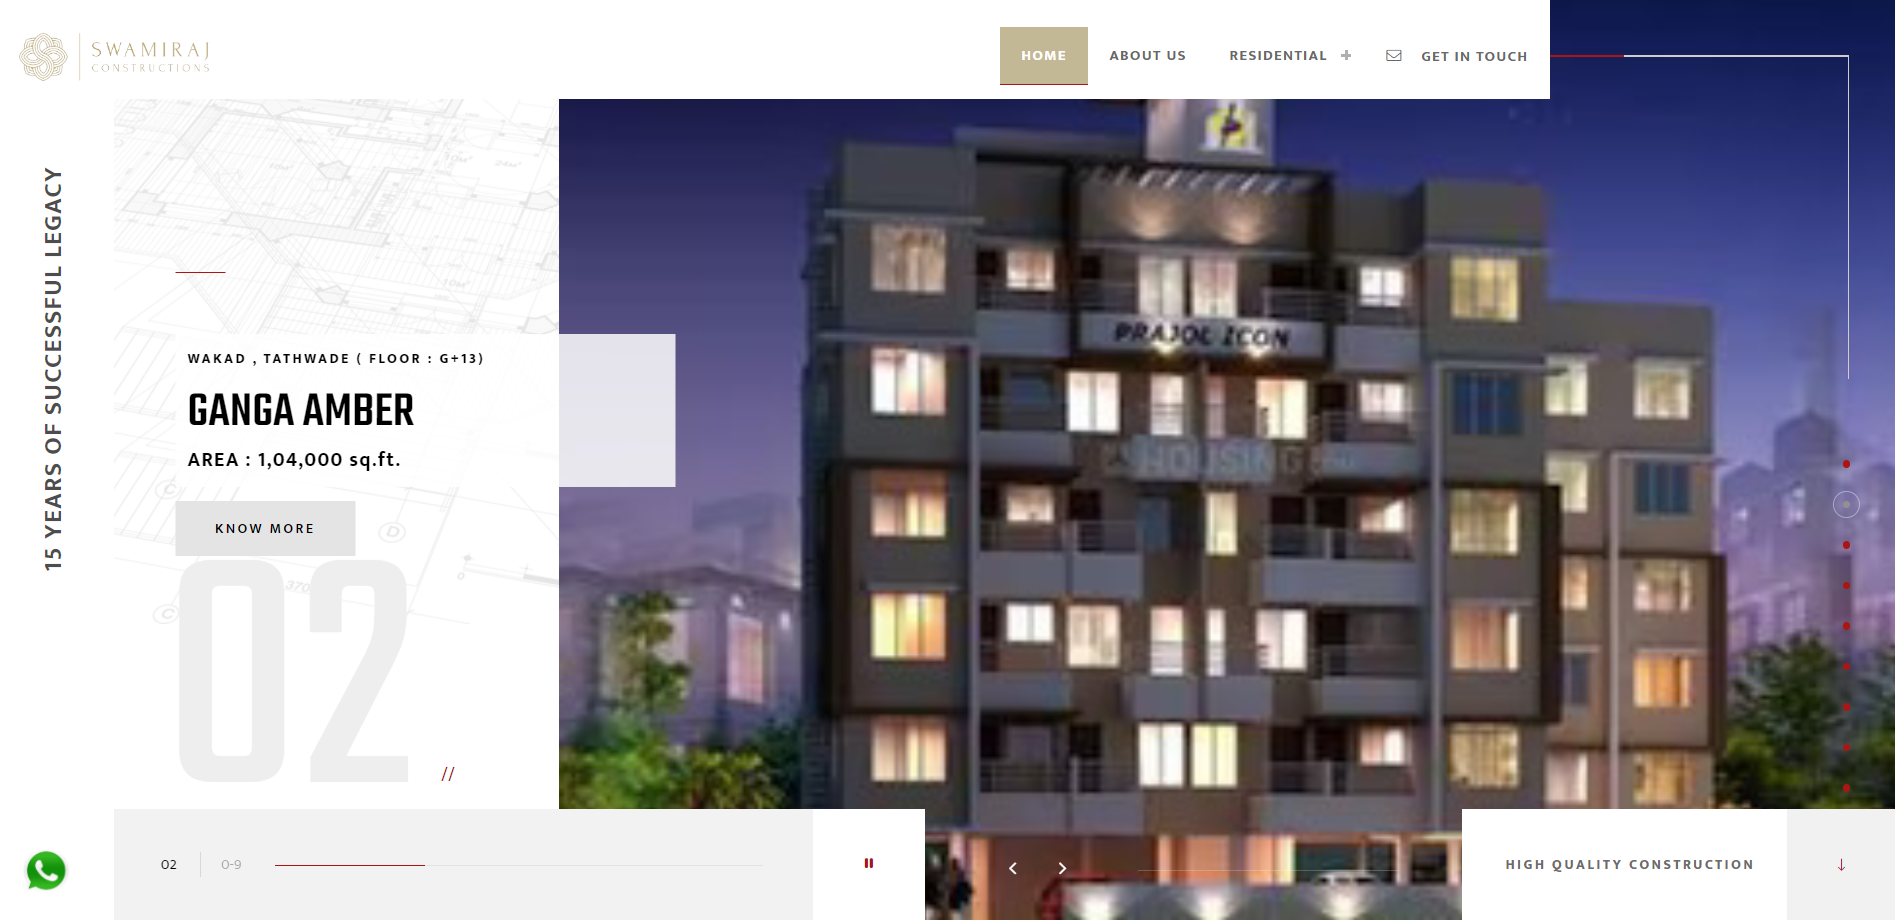 SWAMIRAJ
CONSTRUCTIONS
HOME
ABOUT US
RESIDENTIAL +
GET IN TOUCH
15 YEARS OF SUCCESSFUL LEGACY
WAKAD , TATHWADE ( FLOOR : G+13)
GANGA AMBER
AREA : 1,04,000 sq.ft.
KNOW MORE
02
//
PRAJOL ICON
HOUSING
C
D
C
370
02
0-9
HIGH QUALITY CONSTRUCTION